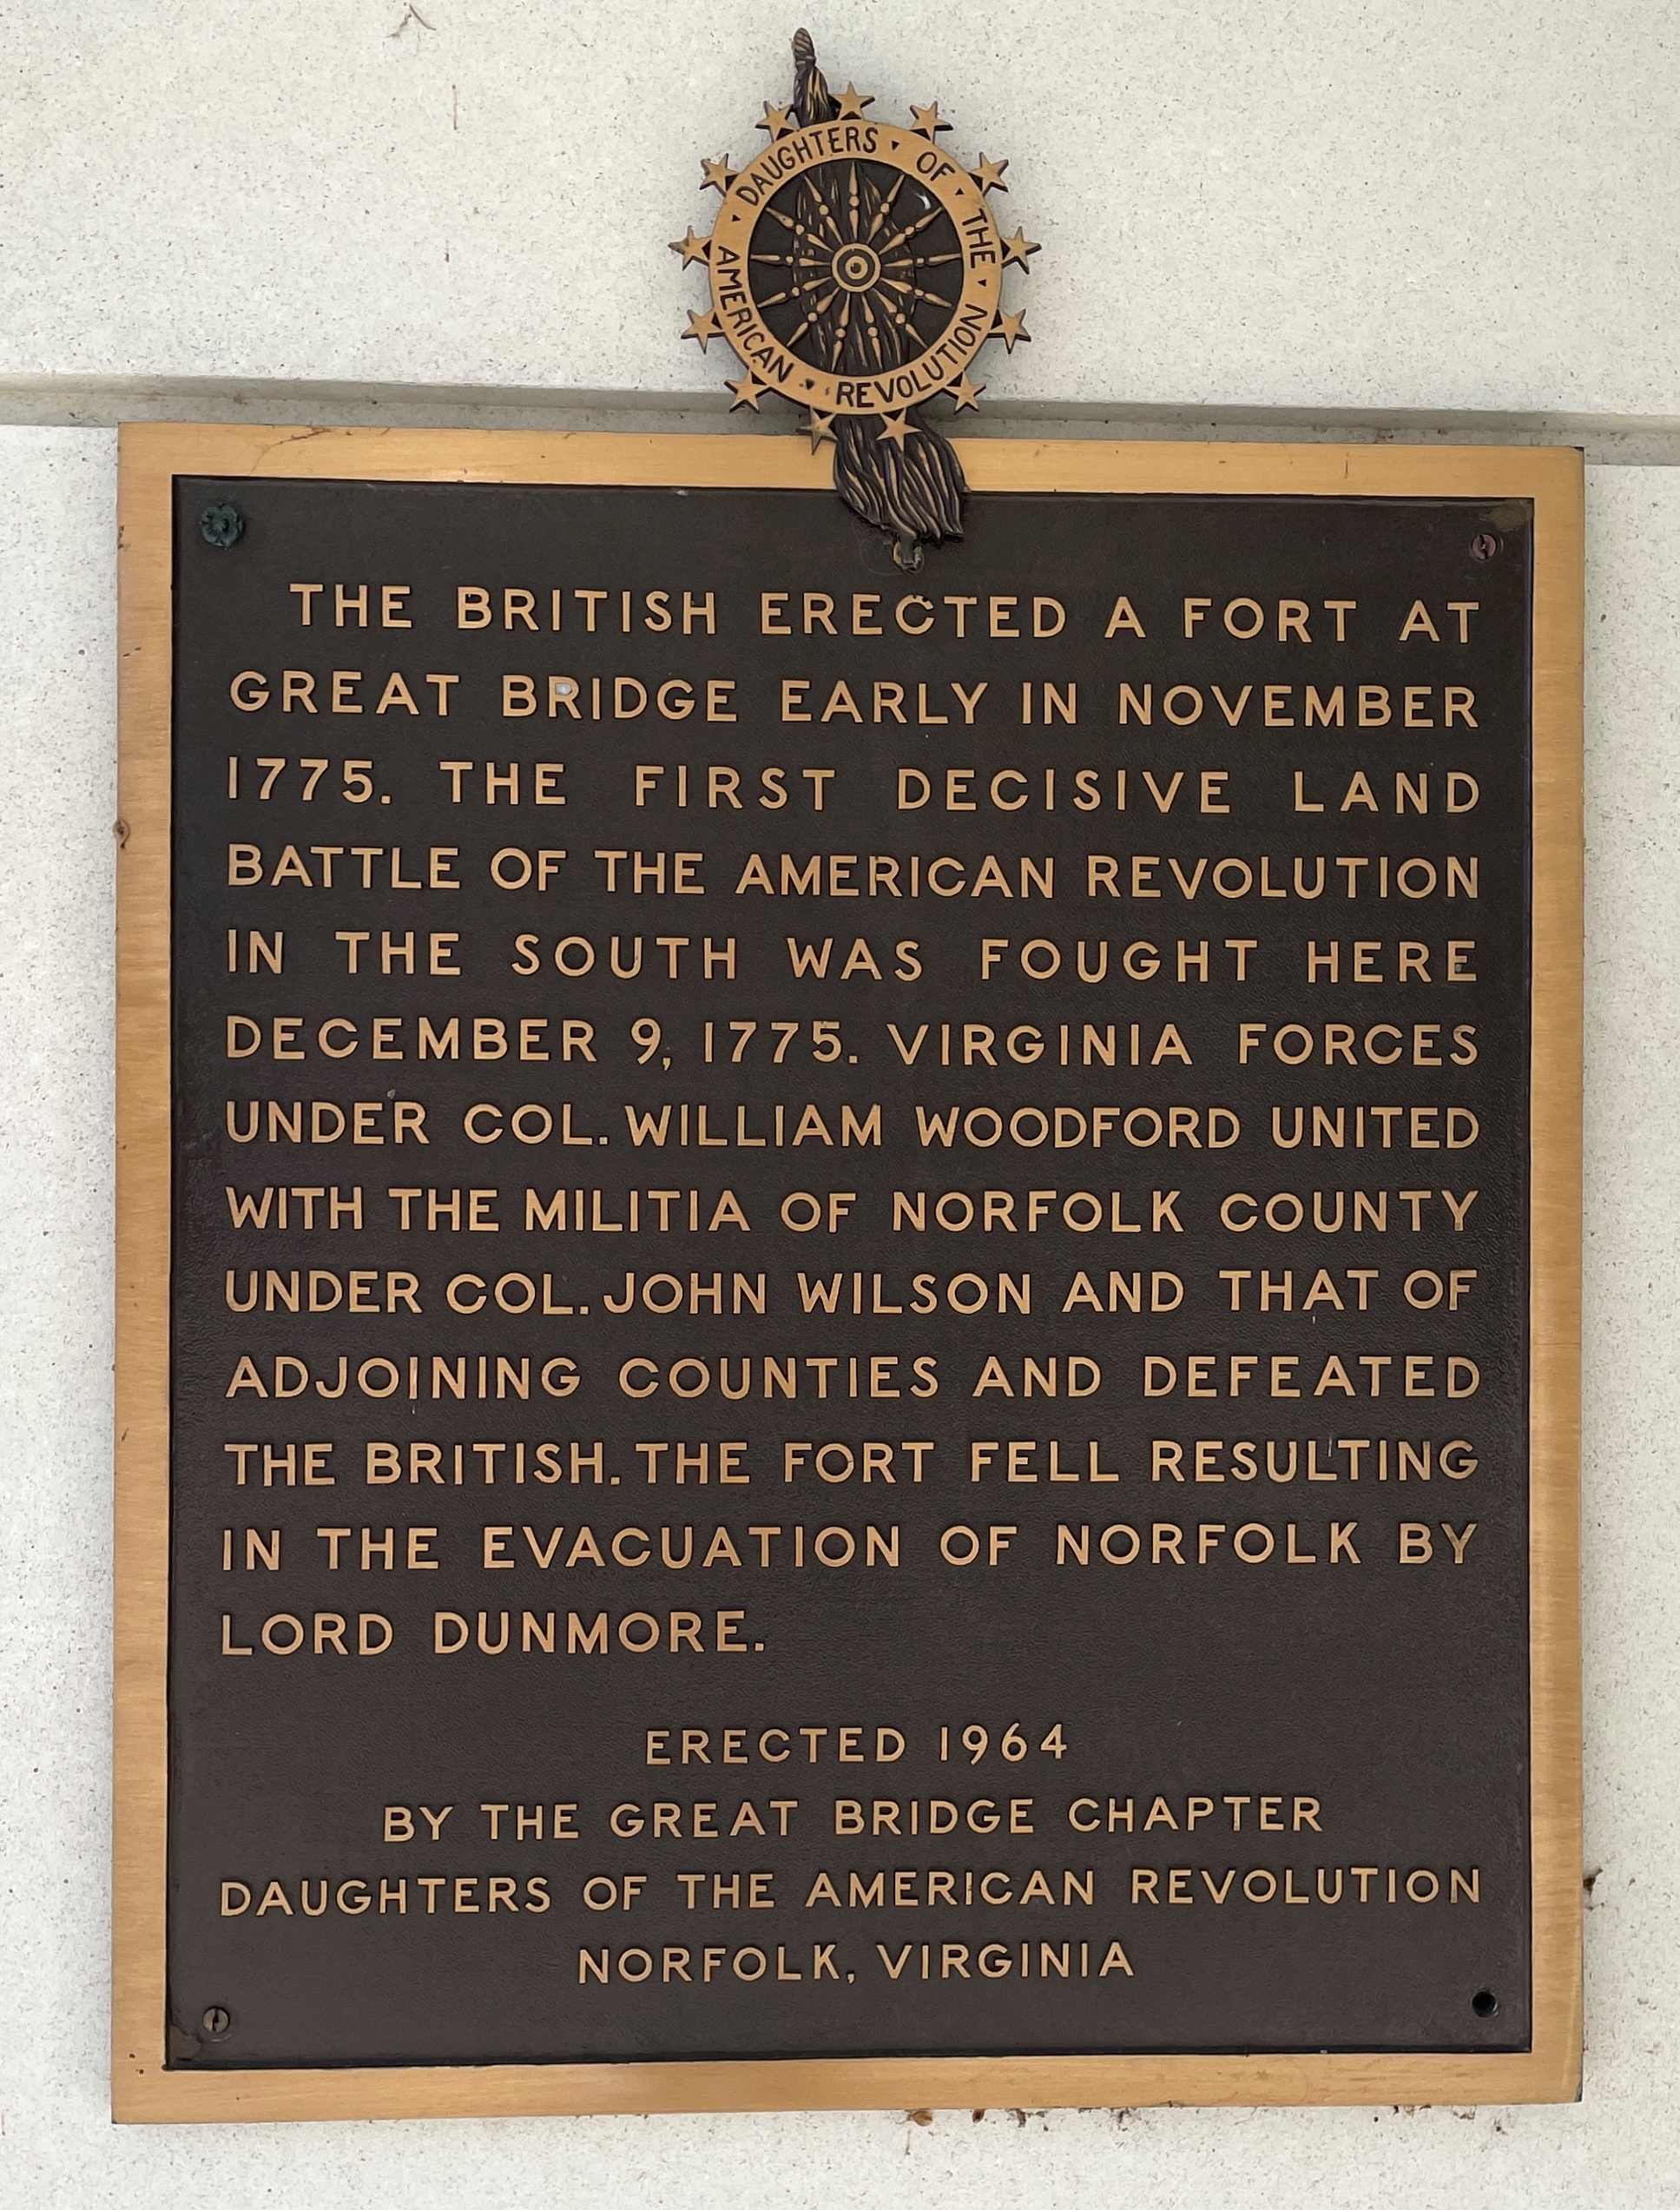 DAUGHTERS OF THE AMERICAN REVOLUTION
THE BRITISH ERECTED A FORT AT
GREAT BRIDGE EARLY IN NOVEMBER
1775. THE FIRST DECISIVE LAND
BATTLE OF THE AMERICAN REVOLUTION
IN THE SOUTH WAS FOUGHT HERE
DECEMBER 9, 1775. VIRGINIA FORCES
UNDER COL. WILLIAM WOODFORD UNITED
WITH THE MILITIA OF NORFOLK COUNTY
UNDER COL. JOHN WILSON AND THAT OF
ADJOINING COUNTIES AND DEFEATED
THE BRITISH. THE FORT FELL RESULTING
IN THE EVACUATION OF NORFOLK BY
LORD DUNMORE.
ERECTED 1964
BY THE GREAT BRIDGE CHAPTER
DAUGHTERS OF THE AMERICAN REVOLUTION
NORFOLK, VIRGINIA